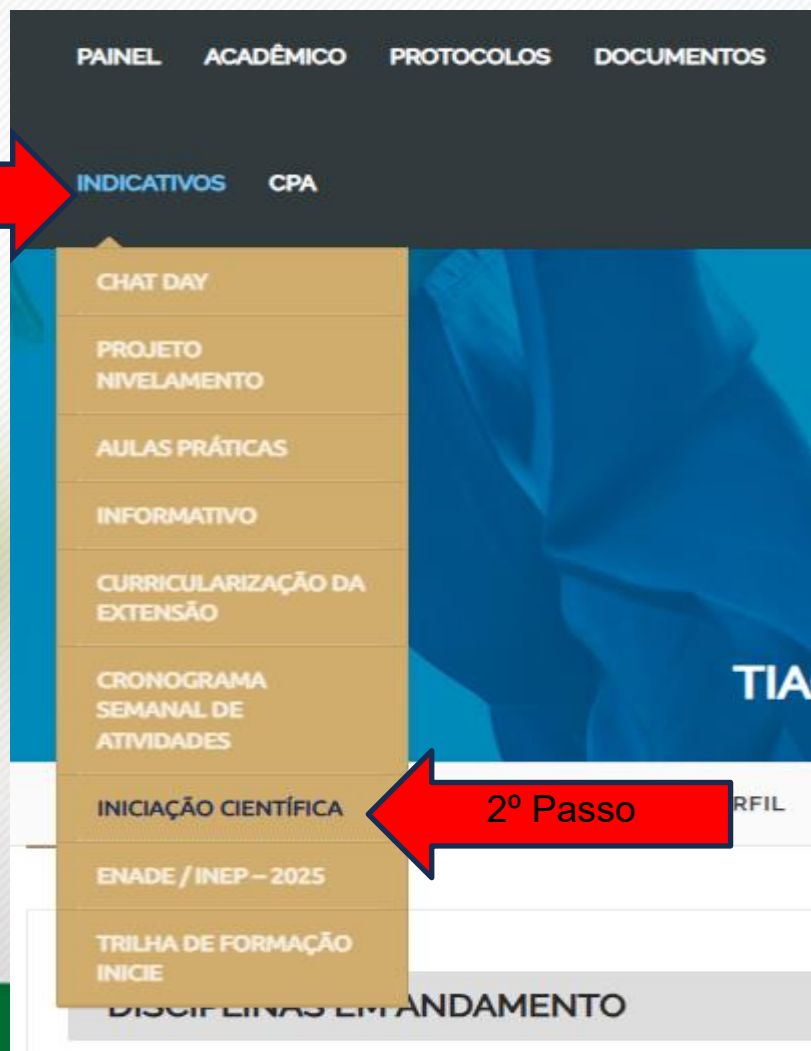 PAINEL ACADÊMICO PROTOCOLOS DOCUMENTOS
INDICATIVOS CPA
CHAT DAY
PROJETO
NIVELAMENTO
AULAS PRÁTICAS
INFORMATIVO
CURRICULARIZAÇÃO DA
EXTENSÃO
CRONOGRAMA
SEMANAL DE
ATIVIDADES
TIA
INICIAÇÃO CIENTÍFICA 2º Passo RFIL
ENADE / INEP – 2025
TRILHA DE FORMAÇÃO
INICIE
DISCIPLINAS EM ANDAMENTO